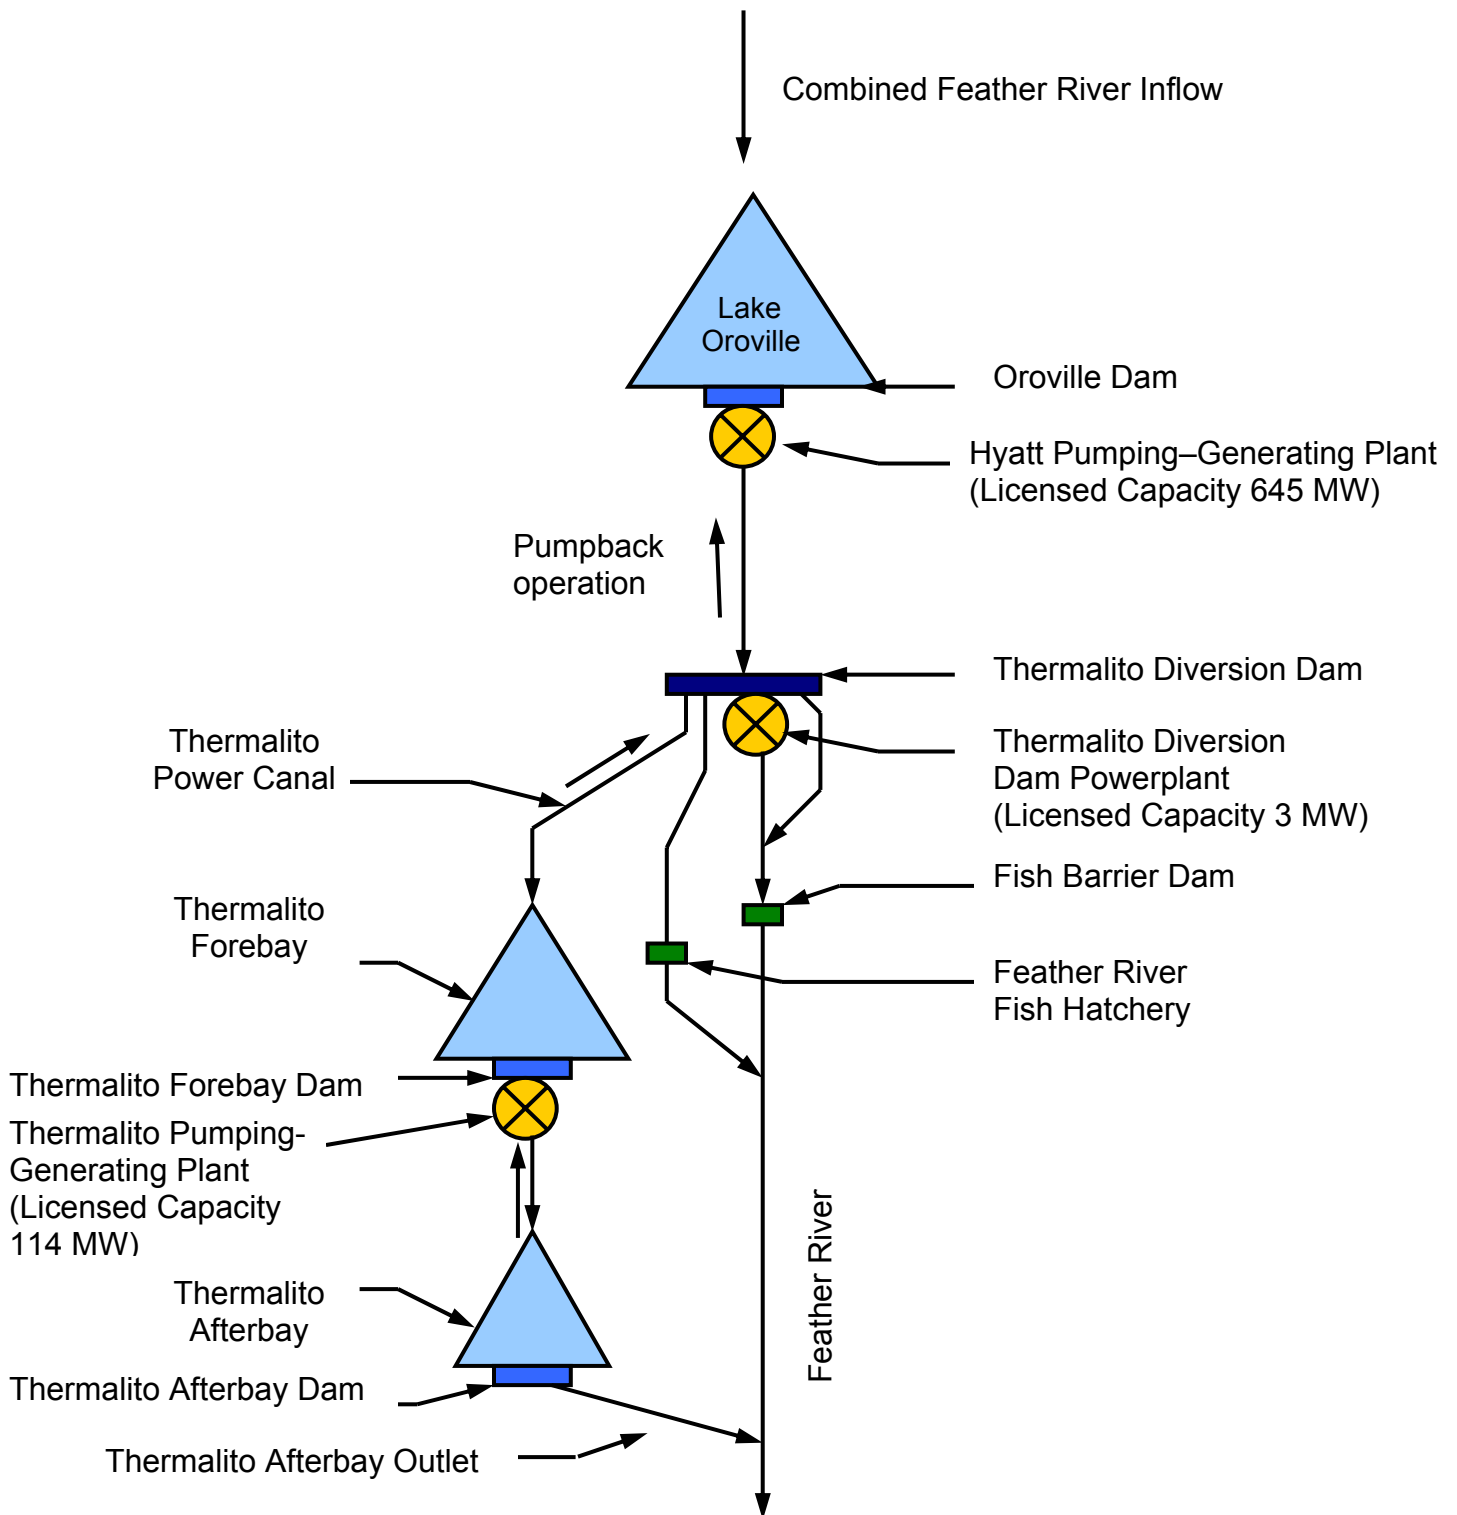 Combined Feather River Inflow
Lake
Oroville
Oroville Dam
Hyatt Pumping–Generating Plant
(Licensed Capacity 645 MW)
Pumpback
operation
Thermalito Diversion Dam
Thermalito
Power Canal
Thermalito Diversion
Dam Powerplant
(Licensed Capacity 3 MW)
Fish Barrier Dam
Thermalito
Forebay
Feather River
Fish Hatchery
Thermalito Forebay Dam
Thermalito Pumping-
Generating Plant
(Licensed Capacity
114 MW)
Feather River
Thermalito
Afterbay
Thermalito Afterbay Dam
Thermalito Afterbay Outlet